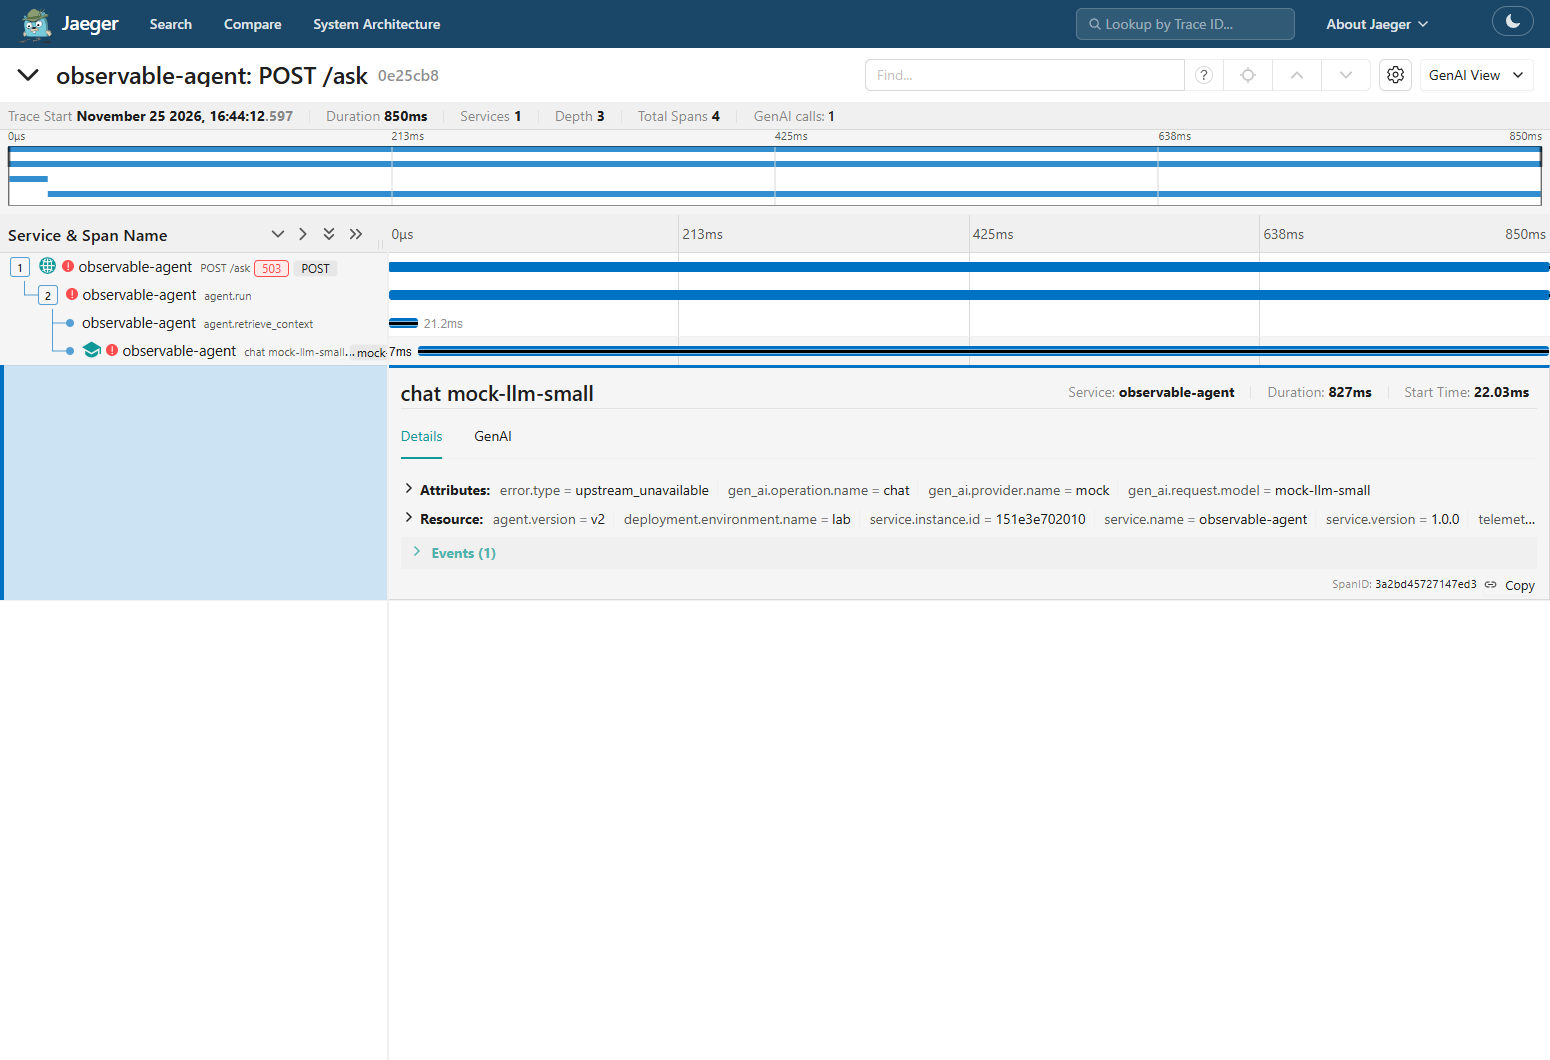 Jaeger Search Compare System Architecture Lookup by Trace ID... About Jaeger
observable-agent: POST /ask 0e25cb8 Find... ? GenAI View
Trace Start November 25 2026, 16:44:12.597 Duration 850ms Services 1 Depth 3 Total Spans 4 GenAI calls: 1
0μs 213ms 425ms 638ms 850ms
Service & Span Name 0μs 213ms 425ms 638ms 850ms
1 observable-agent POST /ask 503 POST
2 observable-agent agent.run
observable-agent agent.retrieve_context 21.2ms
observable-agent chat mock-llm-small... mock 7ms
chat mock-llm-small Service: observable-agent Duration: 827ms Start Time: 22.03ms
Details GenAI
Attributes: error.type = upstream_unavailable gen_ai.operation.name = chat gen_ai.provider.name = mock gen_ai.request.model = mock-llm-small
Resource: agent.version = v2 deployment.environment.name = lab service.instance.id = 151e3e702010 service.name = observable-agent service.version = 1.0.0 telemet...
Events (1)
SpanID: 3a2bd45727147ed3 Copy